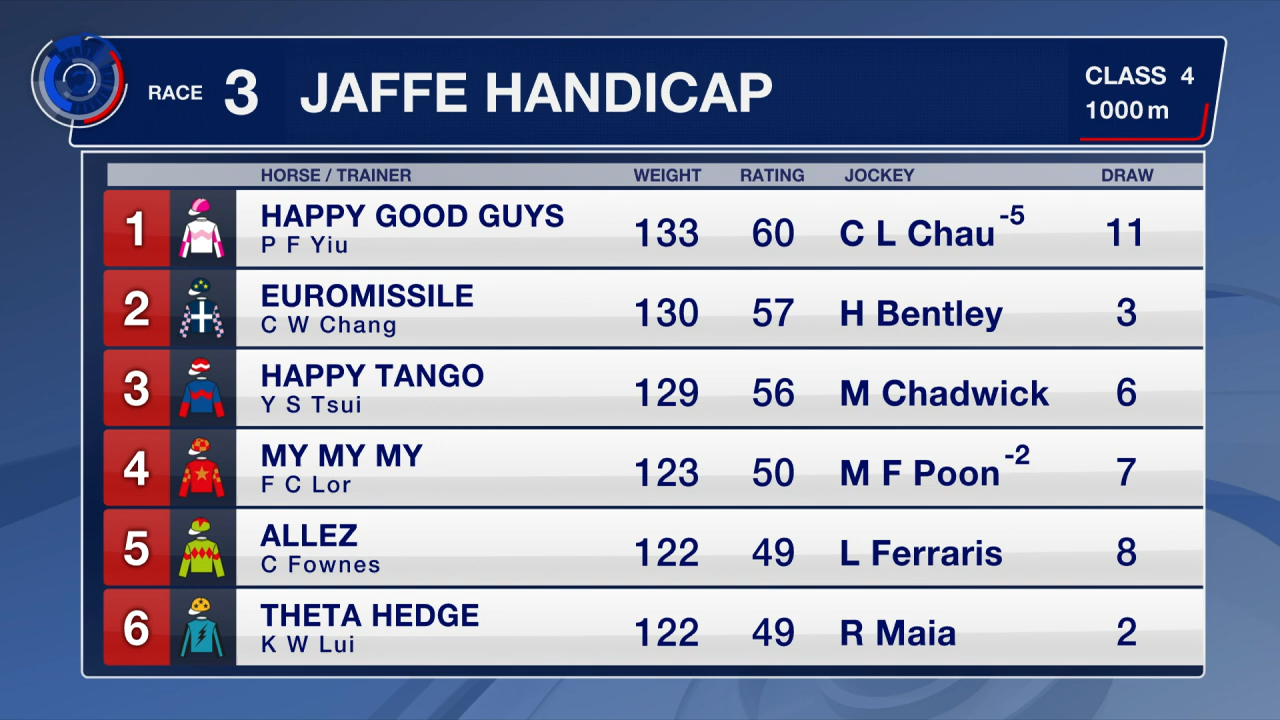 RACE 3 JAFFE HANDICAP CLASS 4
1000 m
HORSE / TRAINER WEIGHT RATING JOCKEY DRAW
1 HAPPY GOOD GUYS 133 60 C L Chau -5 11
P F Yiu
2 EUROMISSILE 130 57 H Bentley 3
C W Chang
3 HAPPY TANGO 129 56 M Chadwick 6
Y S Tsui
4 MY MY MY 123 50 M F Poon -2 7
F C Lor
5 ALLEZ 122 49 L Ferraris 8
C Fownes
6 THETA HEDGE 122 49 R Maia 2
K W Lui